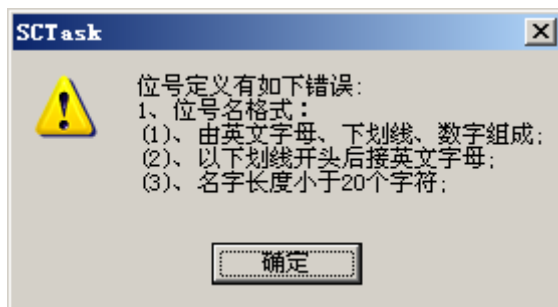 SCTask
位号定义有如下错误:
1、位号名格式：
(1)、由英文字母、下划线、数字组成;
(2)、以下划线开头后接英文字母;
(3)、名字长度小于20个字符;
确定